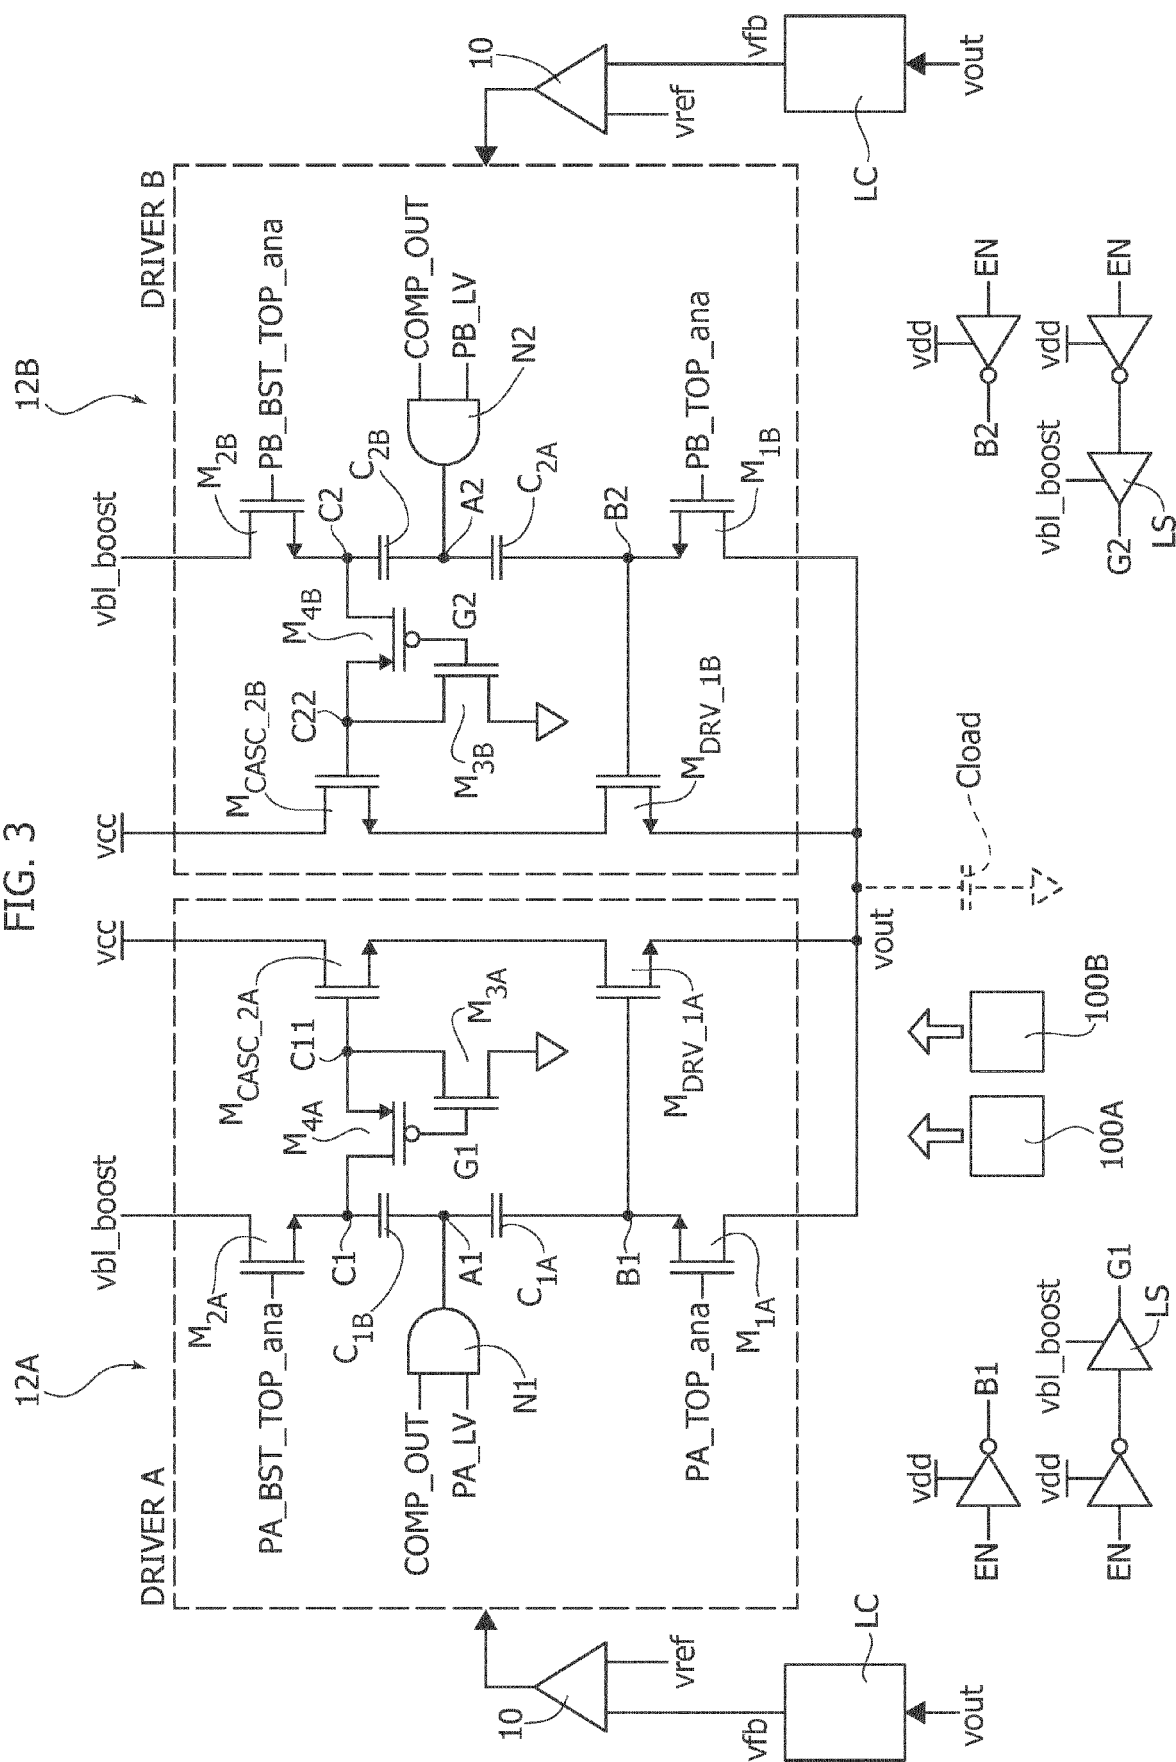 FIG. 3
12A
12B
DRIVER A
DRIVER B
vbl_boost
vcc
vcc
vbl_boost
M2A
PA_BST_TOP_ana
MCASC_2A
MCASC_2B
M2B
PB_BST_TOP_ana
C1
M4A
C11
C22
M4B
C2
C1B
C2B
COMP_OUT
PA_LV
N1
A1
G1
M3A
M3B
G2
A2
COMP_OUT
PB_LV
N2
C1A
C2A
B1
MDRV_1A
MDRV_1B
B2
PA_TOP_ana
M1A
M1B
PB_TOP_ana
10
vref
vfb
LC
vout
10
vref
vfb
LC
vout
vout
Cload
100A
100B
vdd
EN
B1
vdd
vbl_boost
EN
G1
LS
vdd
B2
EN
vbl_boost
vdd
G2
LS
EN